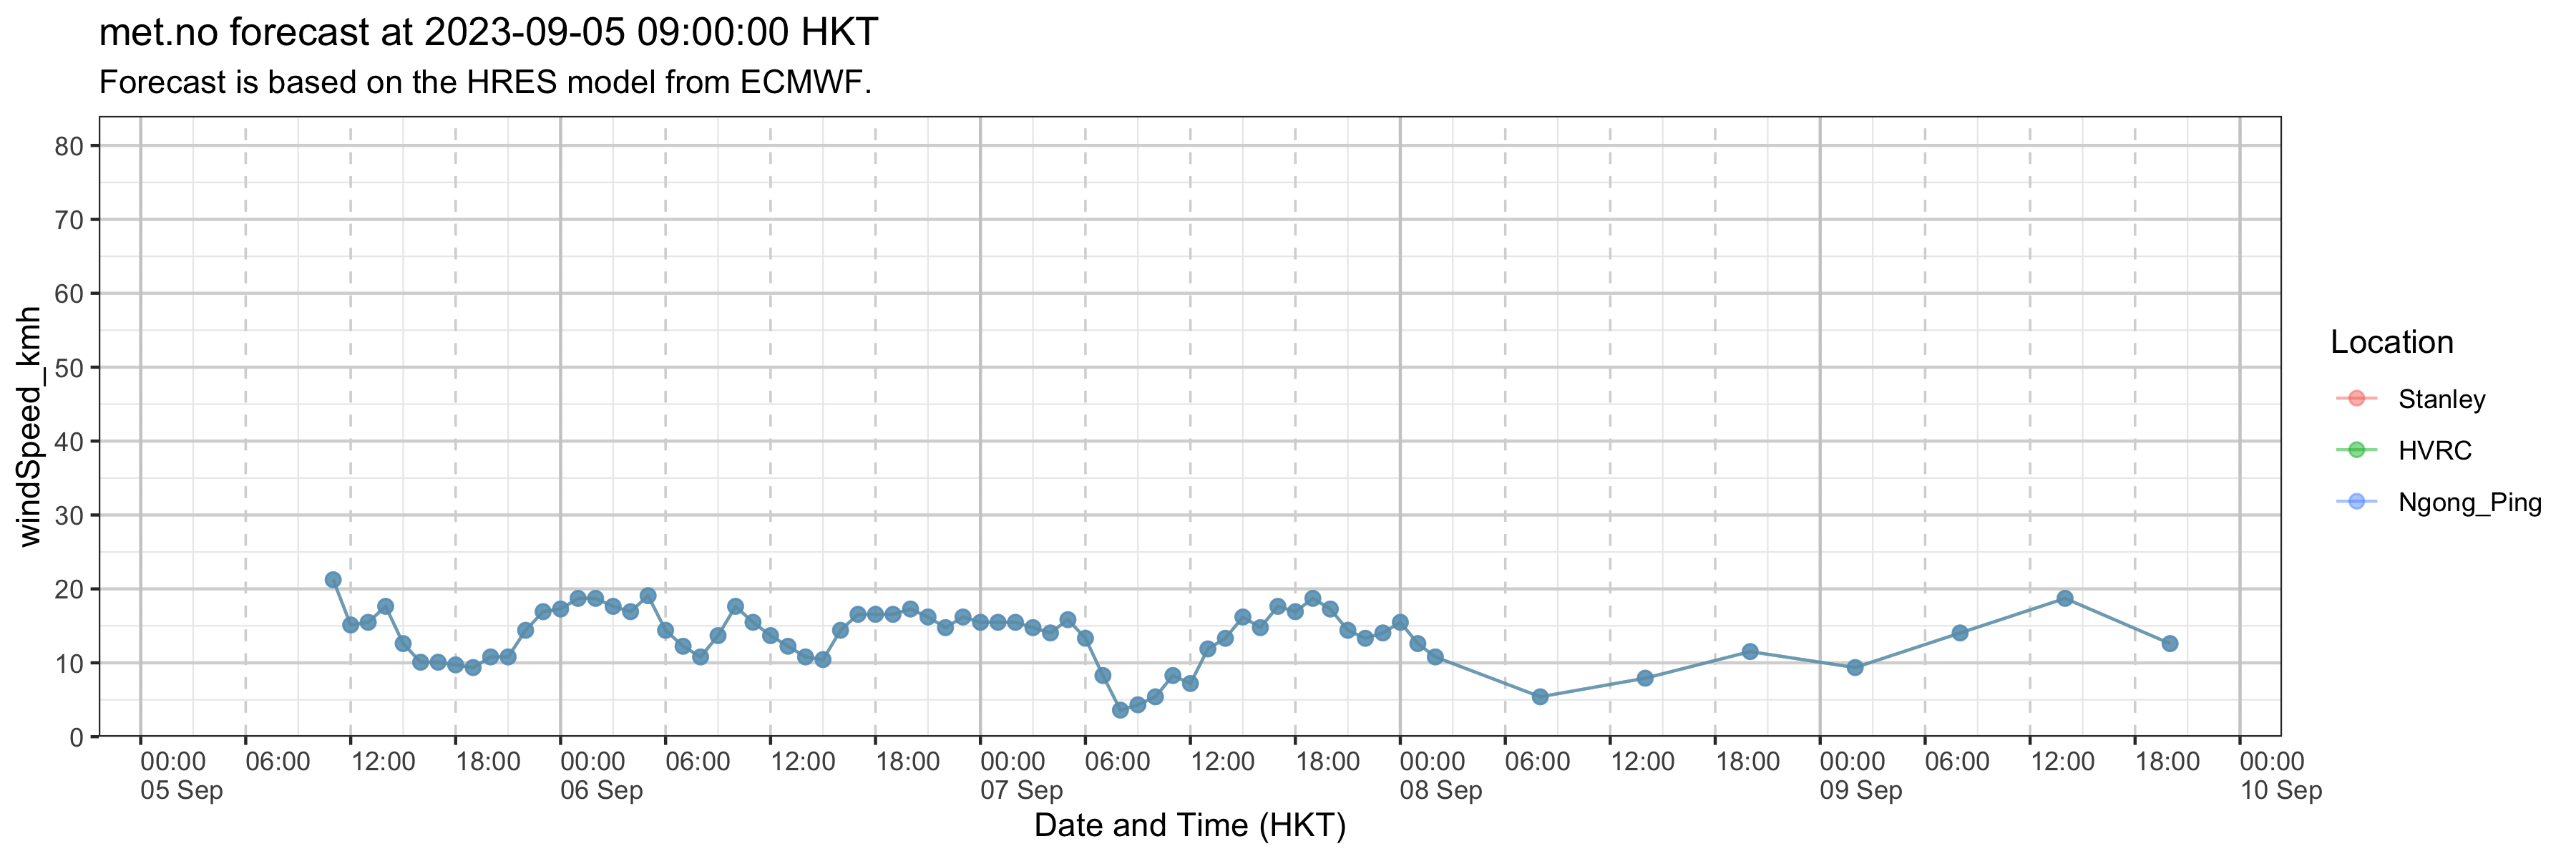 met.no forecast at 2023-09-05 09:00:00 HKT
Forecast is based on the HRES model from ECMWF.
windSpeed_kmh
80
70
60
50
40
30
20
10
0
00:00 06:00 12:00 18:00 00:00 06:00 12:00 18:00 00:00 06:00 12:00 18:00 00:00 06:00 12:00 18:00 00:00 06:00 12:00 18:00 00:00
05 Sep 06 Sep 07 Sep 08 Sep 09 Sep 10 Sep
Date and Time (HKT)
Location
Stanley
HVRC
Ngong_Ping